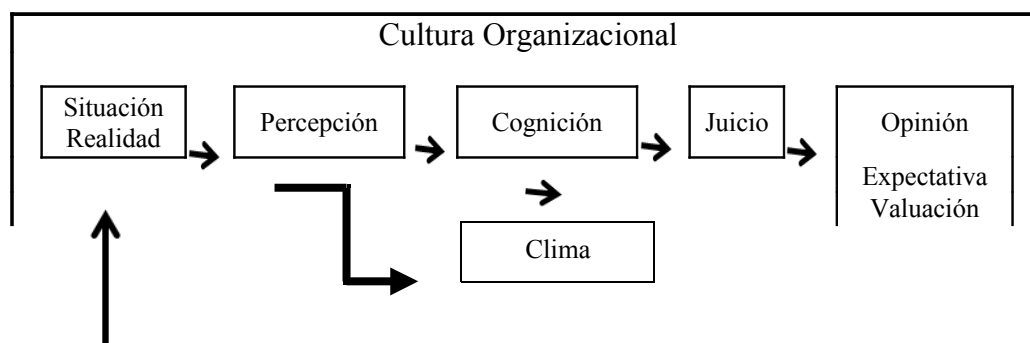 Cultura Organizacional
Situación
Realidad
Percepción
Cognición
Juicio
Opinión
Expectativa
Valuación
Clima